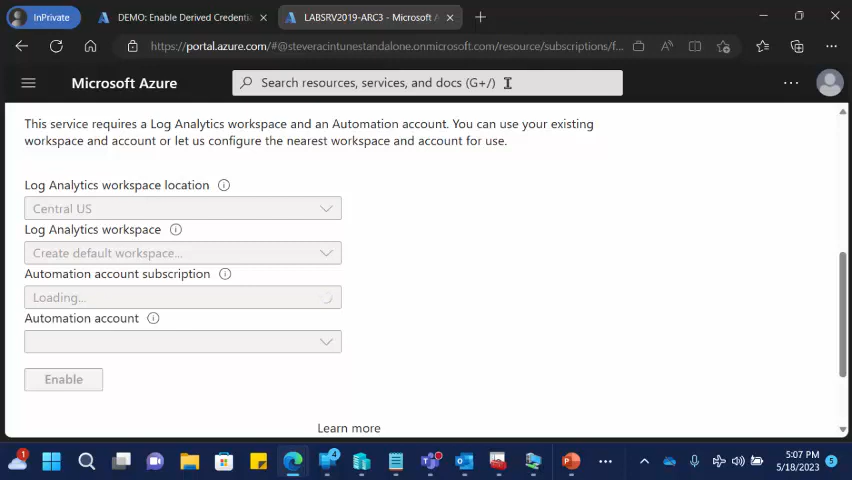 InPrivate
DEMO: Enable Derived Credenti
LABSRV2019-ARC3 - Microsoft A
https://portal.azure.com/#@steveracintunestandalone.onmicrosoft.com/resource/subscriptions/f...
Microsoft Azure
Search resources, services, and docs (G+/)
This service requires a Log Analytics workspace and an Automation account. You can use your existing
workspace and account or let us configure the nearest workspace and account for use.
Log Analytics workspace location
Central US
Log Analytics workspace
Create default workspace...
Automation account subscription
Loading...
Automation account
Enable
Learn more
1
4
5:07 PM
5/18/2023
5